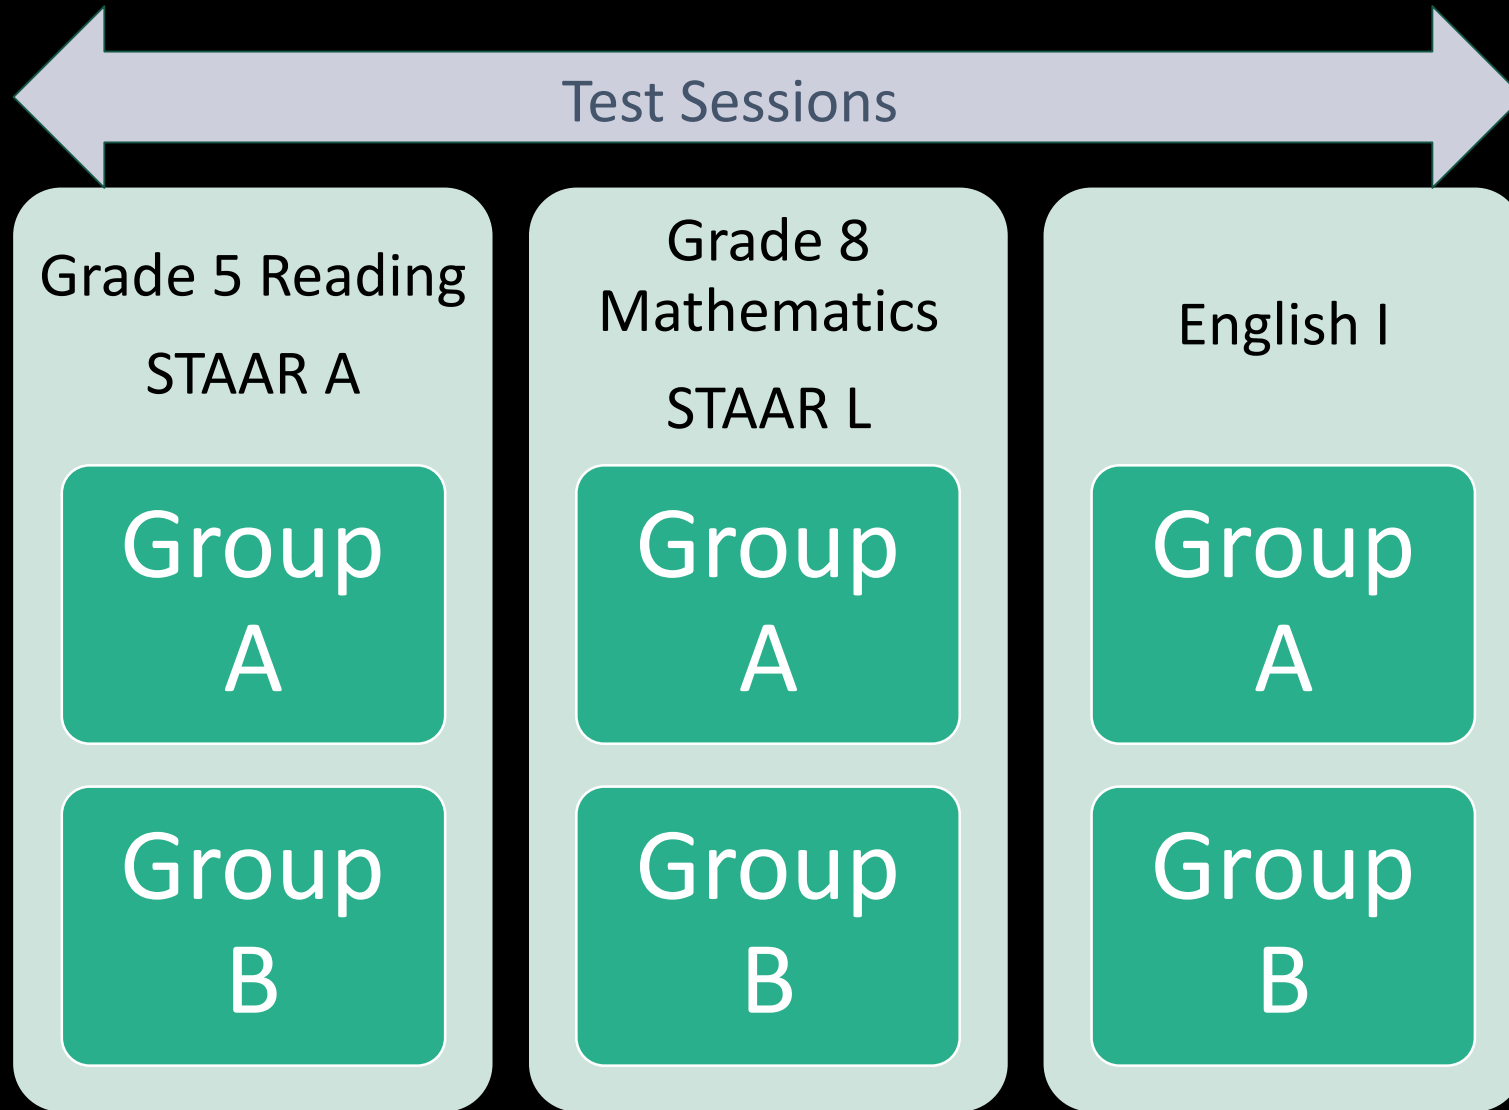 Test Sessions
Grade 5 Reading
STAAR A
Group
A
Group
B
Grade 8
Mathematics
STAAR L
Group
A
Group
B
English I
Group
A
Group
B